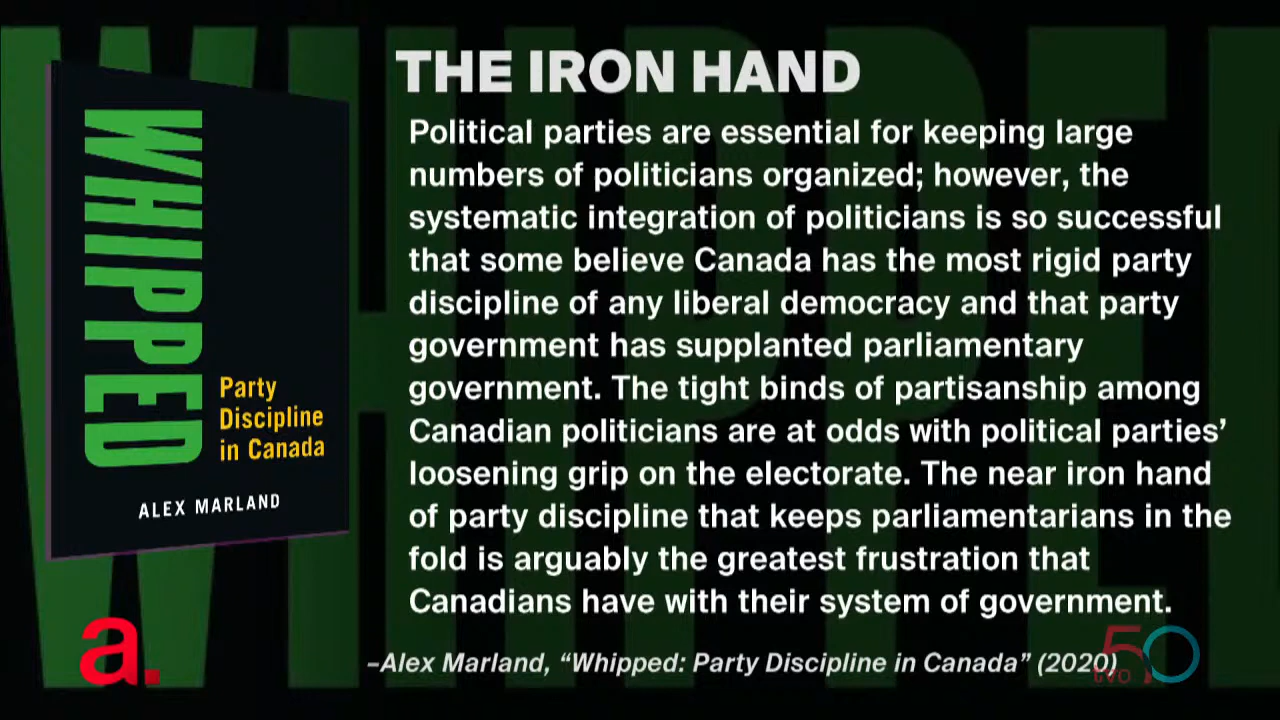 THE IRON HAND
Political parties are essential for keeping large
numbers of politicians organized; however, the
systematic integration of politicians is so successful
that some believe Canada has the most rigid party
discipline of any liberal democracy and that party
government has supplanted parliamentary
government. The tight binds of partisanship among
Canadian politicians are at odds with political parties’
loosening grip on the electorate. The near iron hand
of party discipline that keeps parliamentarians in the
fold is arguably the greatest frustration that
Canadians have with their system of government.
–Alex Marland, “Whipped: Party Discipline in Canada” (2020)
WHIPPED
Party
Discipline
in Canada
ALEX MARLAND
a.
tvo 50
WHIPPED